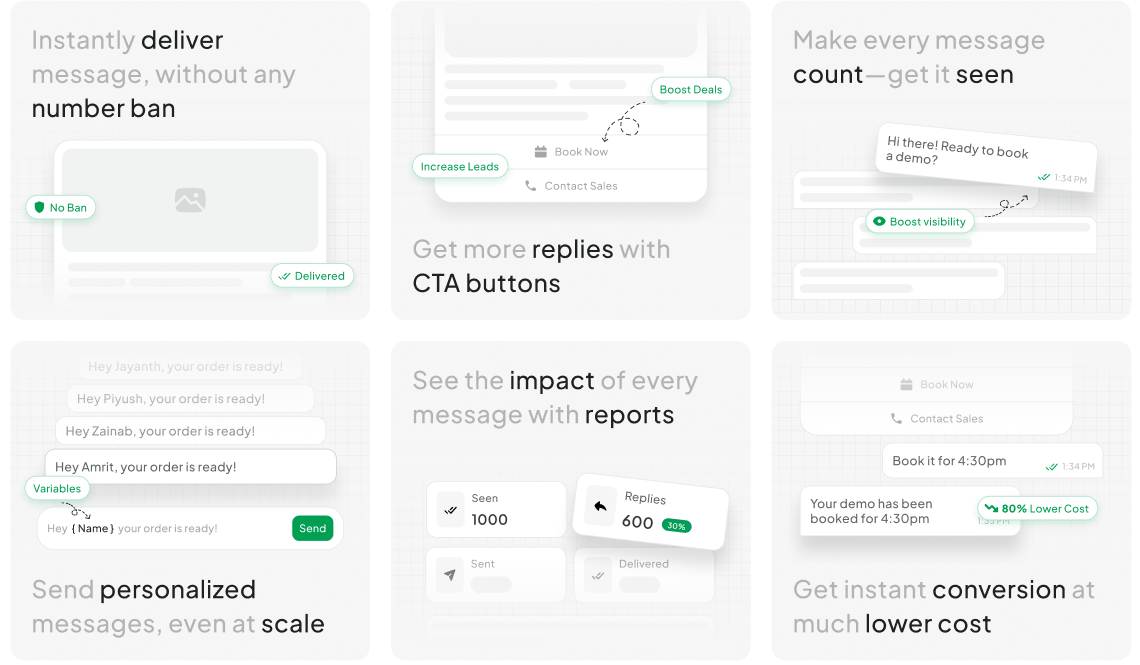 Instantly deliver
message, without any
number ban
No Ban
Delivered
Boost Deals
Book Now
Increase Leads
Contact Sales
Get more replies with
CTA buttons
Make every message
count—get it seen
Hi there! Ready to book
a demo?
1:34 PM
Boost visibility
Hey Jayanth, your order is ready!
Hey Piyush, your order is ready!
Hey Zainab, your order is ready!
Hey Amrit, your order is ready!
Variables
Hey { Name } your order is ready!
Send
Send personalized
messages, even at scale
See the impact of every
message with reports
Seen
1000
Replies
600 30%
Sent
Delivered
Book Now
Contact Sales
Book it for 4:30pm
1:34 PM
Your demo has been
booked for 4:30pm
80% Lower Cost
Get instant conversion at
much lower cost